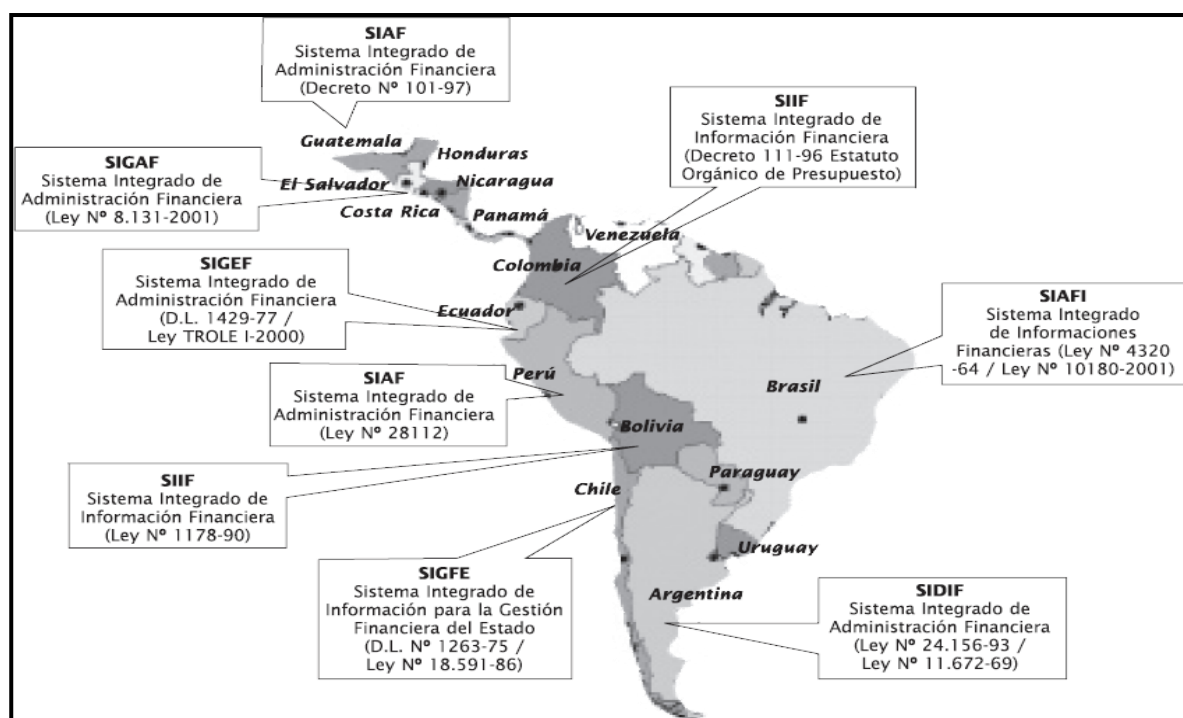 SIAF
Sistema Integrado de
Administración Financiera
(Decreto Nº 101-97)
SIIF
Sistema Integrado de
Información Financiera
(Decreto 111-96 Estatuto
Orgánico de Presupuesto)
Guatemala
Honduras
SIGAF
Sistema Integrado de
Administración Financiera
(Ley Nº 8.131-2001)
El Salvador
Nicaragua
Costa Rica
Panamá
Venezuela
Colombia
SIGEF
Sistema Integrado de
Administración Financiera
(D.L. 1429-77 /
Ley TROLE I-2000)
Ecuador
SIAFI
Sistema Integrado
de Informaciones
Financieras (Ley Nº 4320
-64 / Ley Nº 10180-2001)
Perú
Brasil
SIAF
Sistema Integrado de
Administración Financiera
(Ley Nº 28112)
Bolivia
SIIF
Sistema Integrado de
Información Financiera
(Ley Nº 1178-90)
Paraguay
Chile
Uruguay
SIGFE
Sistema Integrado de
Información para la Gestión
Financiera del Estado
(D.L. Nº 1263-75 /
Ley Nº 18.591-86)
Argentina
SIDIF
Sistema Integrado de
Administración Financiera
(Ley Nº 24.156-93 /
Ley Nº 11.672-69)